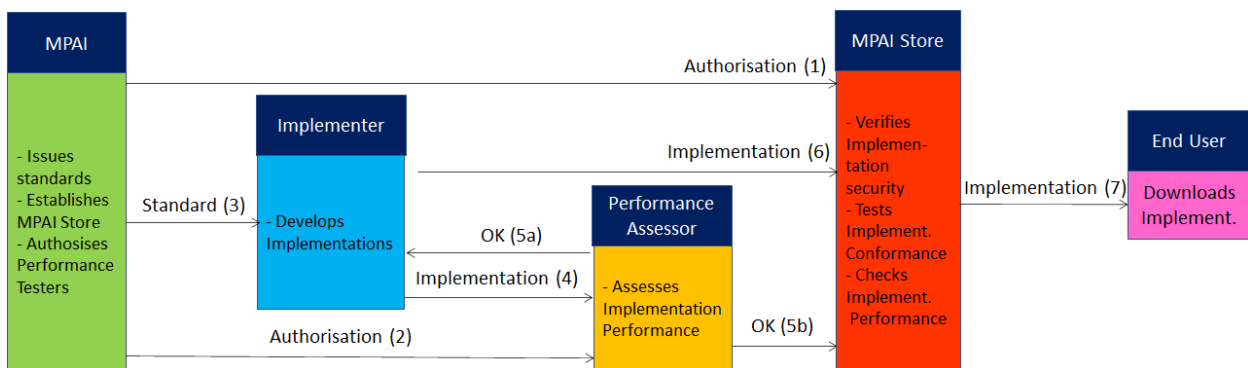 MPAI
- Issues
standards
- Establishes
MPAI Store
- Authosises
Performance
Testers
Authorisation (1)
Standard (3)
Authorisation (2)
Implementer
- Develops
Implementations
Implementation (6)
OK (5a)
Implementation (4)
Performance
Assessor
- Assesses
Implementation
Performance
OK (5b)
MPAI Store
- Verifies
Implemen-
tation
security
- Tests
Implement.
Conformance
- Checks
Implement.
Performance
Implementation (7)
End User
Downloads
Implement.